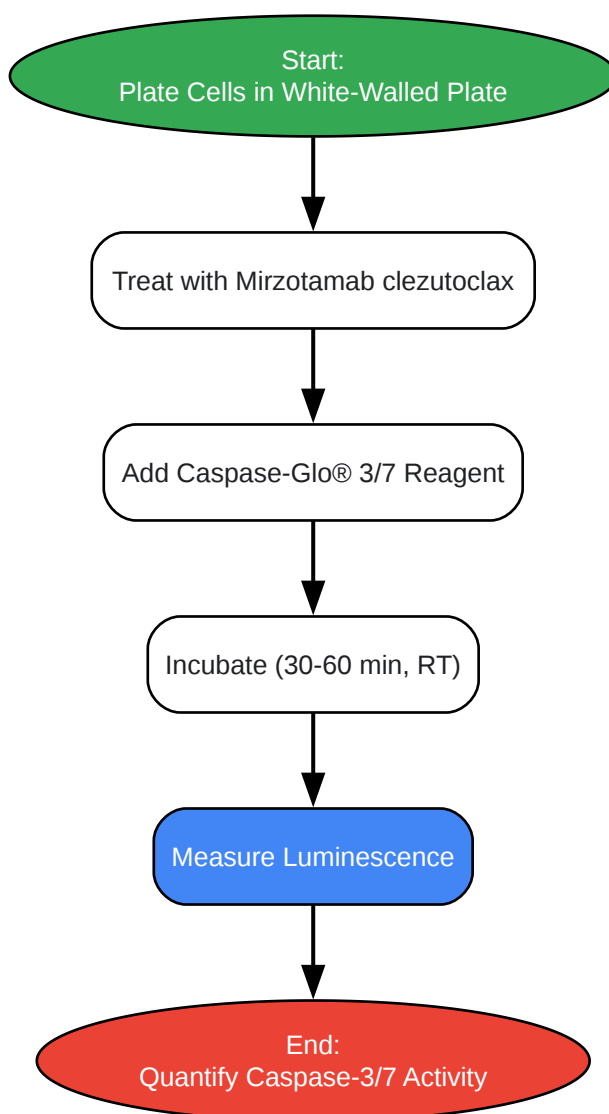 Start:
Plate Cells in White-Walled Plate
Treat with Mirzotamab clezutoclax
Add Caspase-Glo® 3/7 Reagent
Incubate (30-60 min, RT)
Measure Luminescence
End:
Quantify Caspase-3/7 Activity